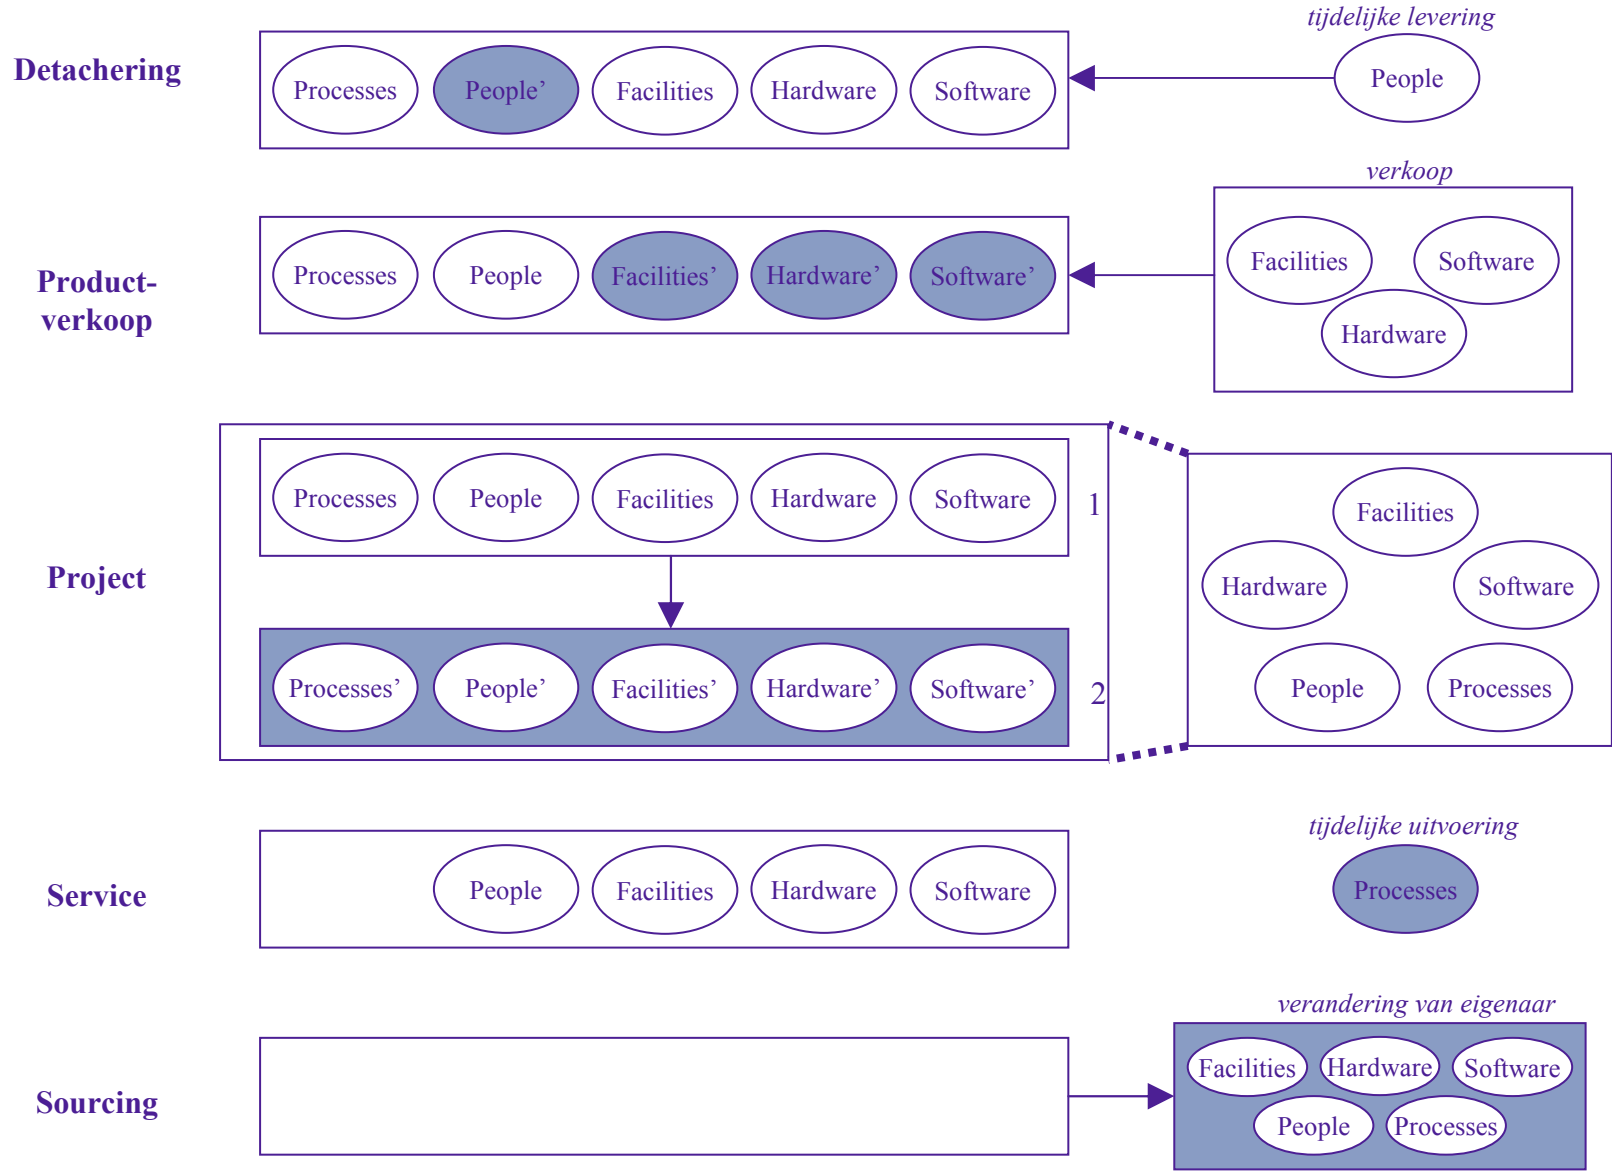 tijdelijke levering
Detachering
Processes
People’
Facilities
Hardware
Software
People
verkoop
Product-
verkoop
Processes
People
Facilities’
Hardware’
Software’
Facilities
Software
Hardware
Project
Processes
People
Facilities
Hardware
Software
1
Processes’
People’
Facilities’
Hardware’
Software’
2
Facilities
Hardware
Software
People
Processes
tijdelijke uitvoering
Service
People
Facilities
Hardware
Software
Processes
verandering van eigenaar
Sourcing
Facilities
Hardware
Software
People
Processes